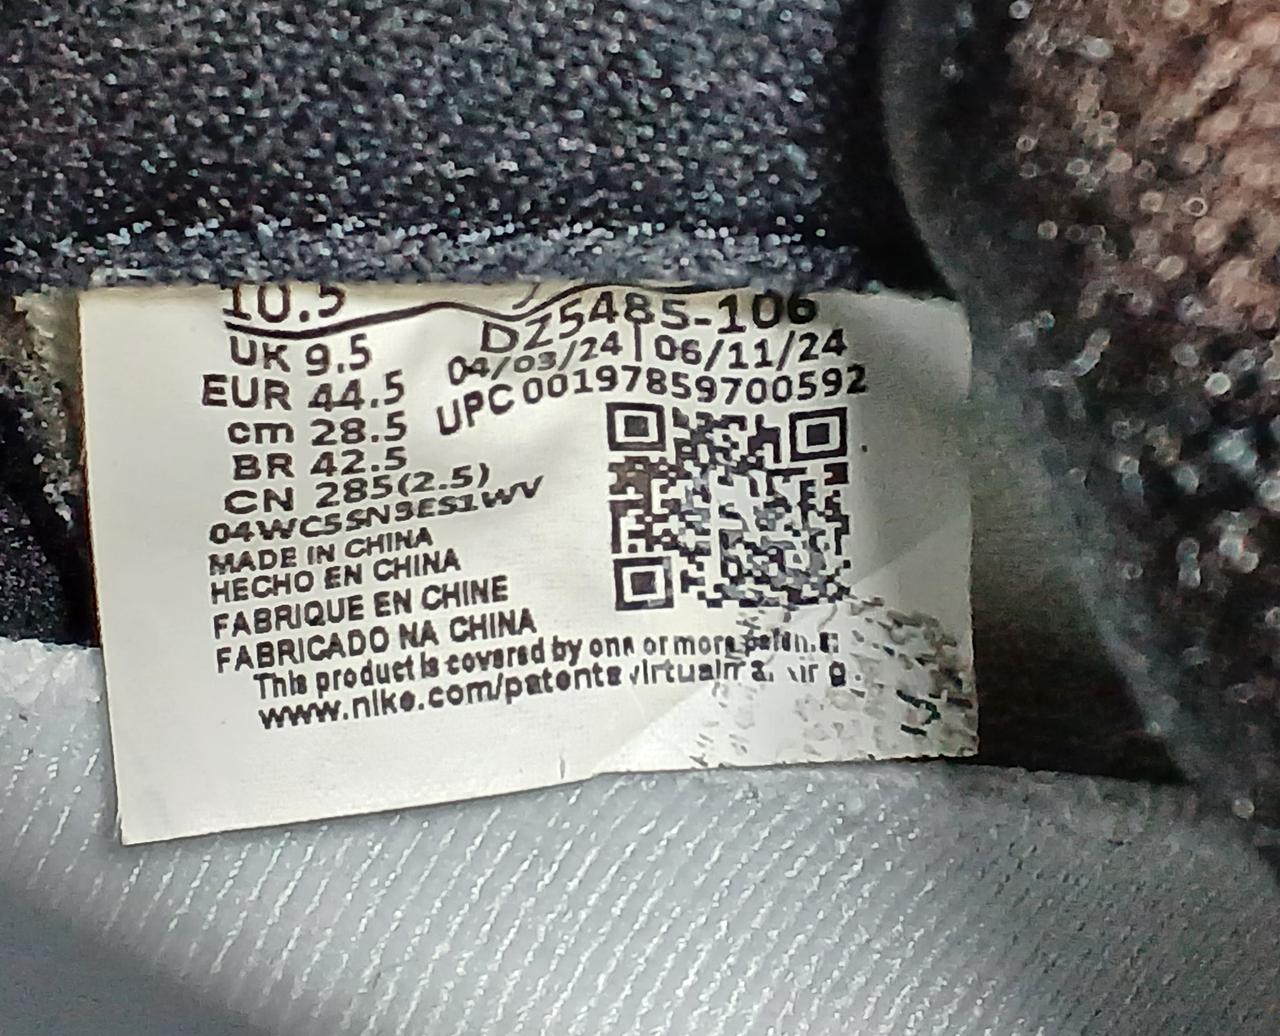 10.5
DZ5485-106
UK 9.5
04/03/24 | 06/11/24
EUR 44.5
UPC 00197859700592
cm 28.5
BR 42.5
CN 285(2.5)
04WC5SN9ES1WV
MADE IN CHINA
HECHO EN CHINA
FABRIQUE EN CHINE
FABRICADO NA CHINA
This product is covered by one or more
www.nike.com/patents